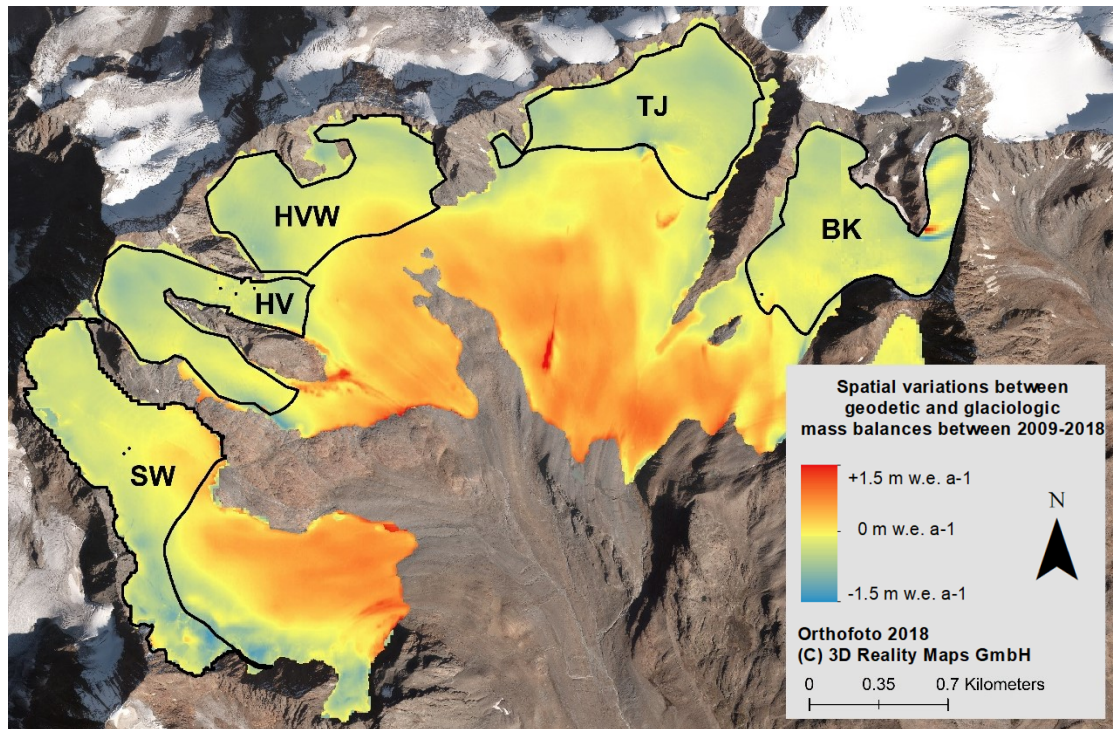 TJ
HVW
BK
HV
SW
Spatial variations between
geodetic and glaciologic
mass balances between 2009-2018
+1.5 m w.e. a-1
0 m w.e. a-1
-1.5 m w.e. a-1
N
Orthofoto 2018
(C) 3D Reality Maps GmbH
0 0.35 0.7 Kilometers